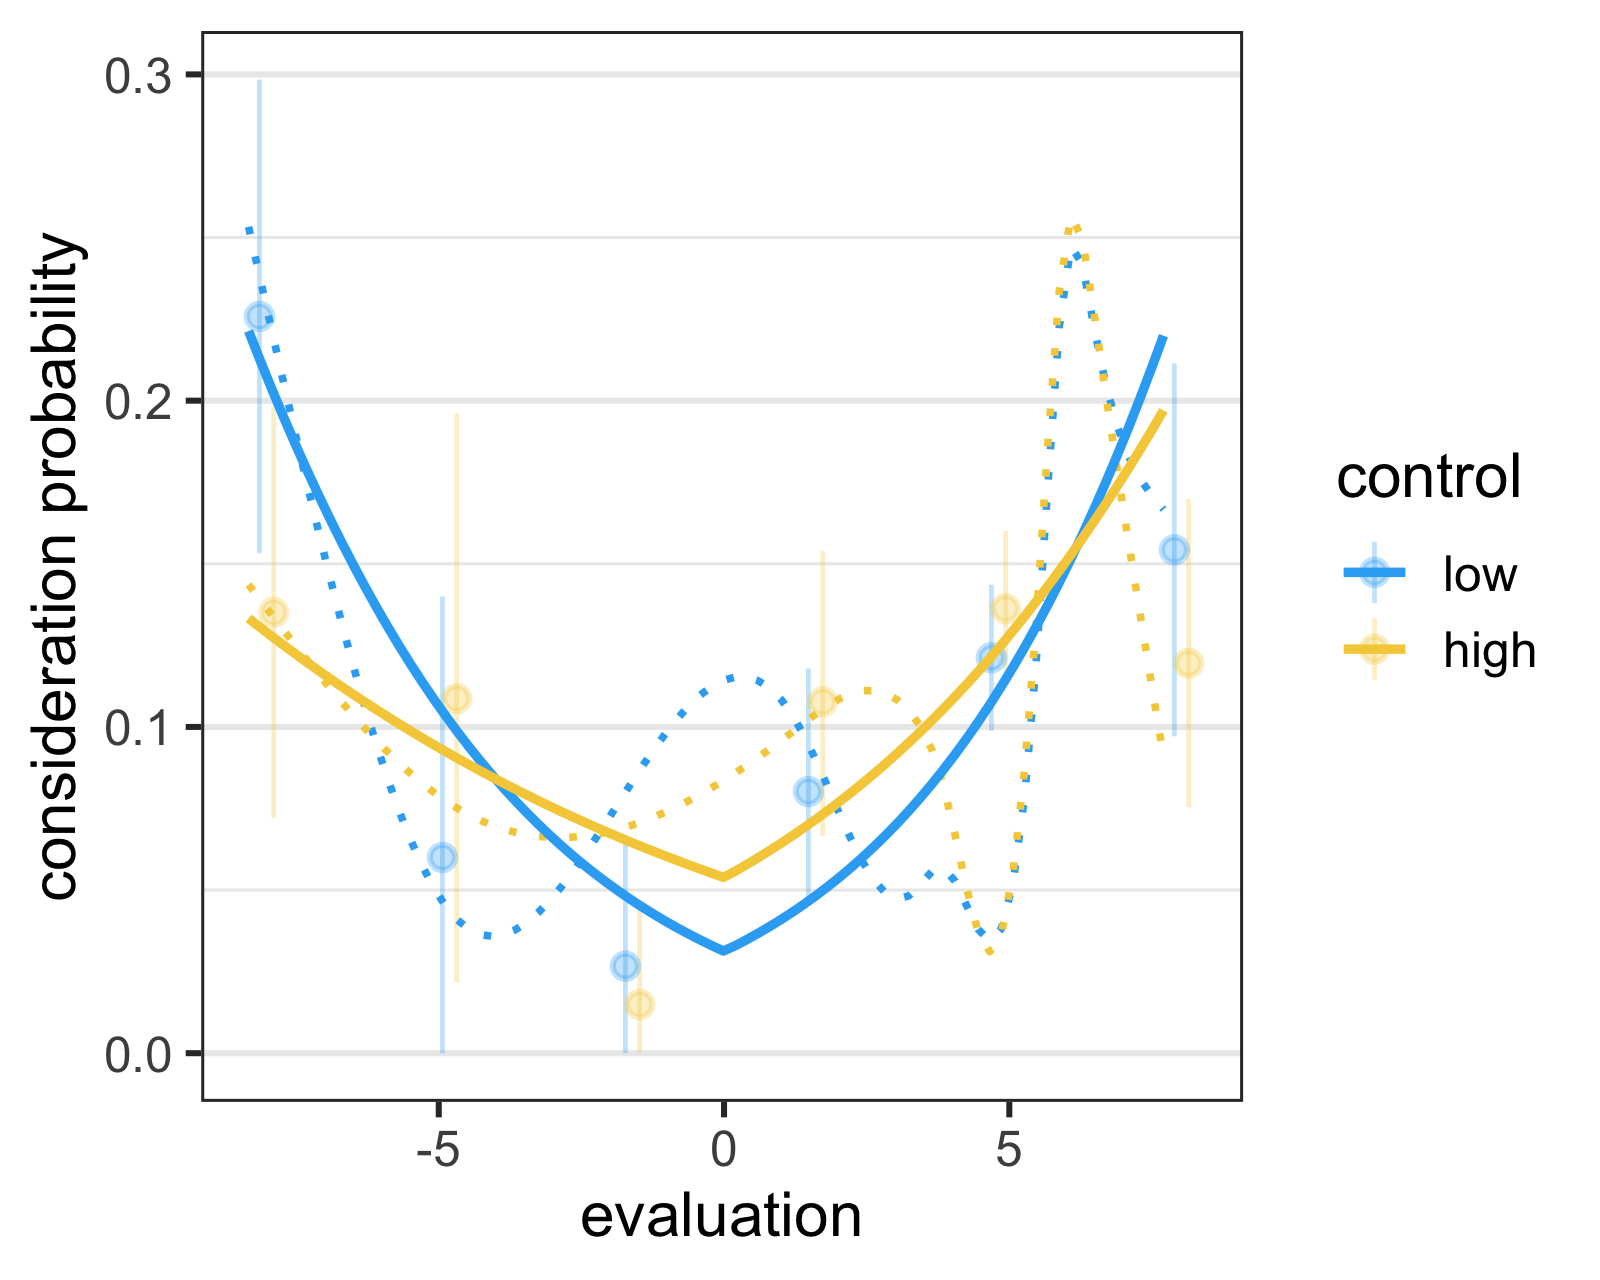 0.3
0.2
0.1
0.0
consideration probability
-5 0 5
evaluation
control
low
high